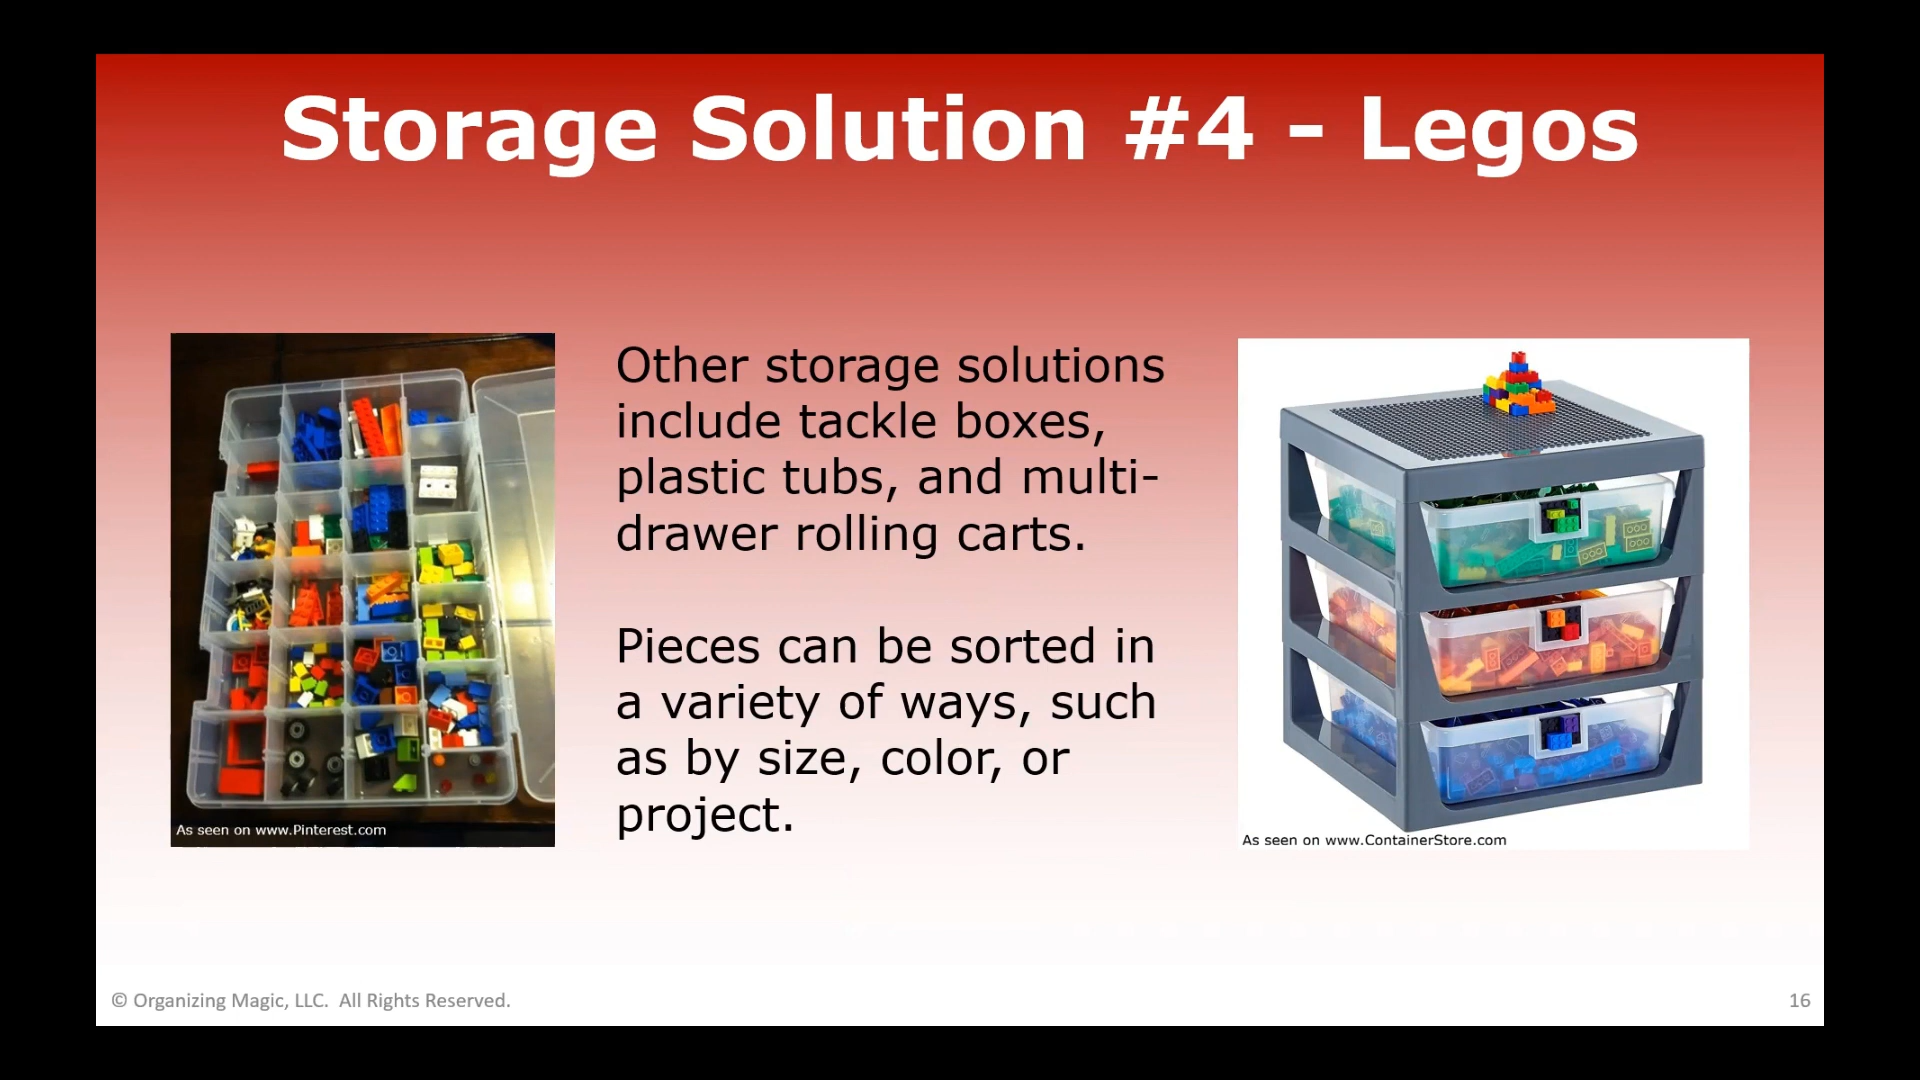 Storage Solution #4 - Legos
Other storage solutions
include tackle boxes,
plastic tubs, and multi-
drawer rolling carts.
Pieces can be sorted in
a variety of ways, such
as by size, color, or
project.
As seen on www.Pinterest.com
As seen on www.ContainerStore.com
© Organizing Magic, LLC. All Rights Reserved.
16